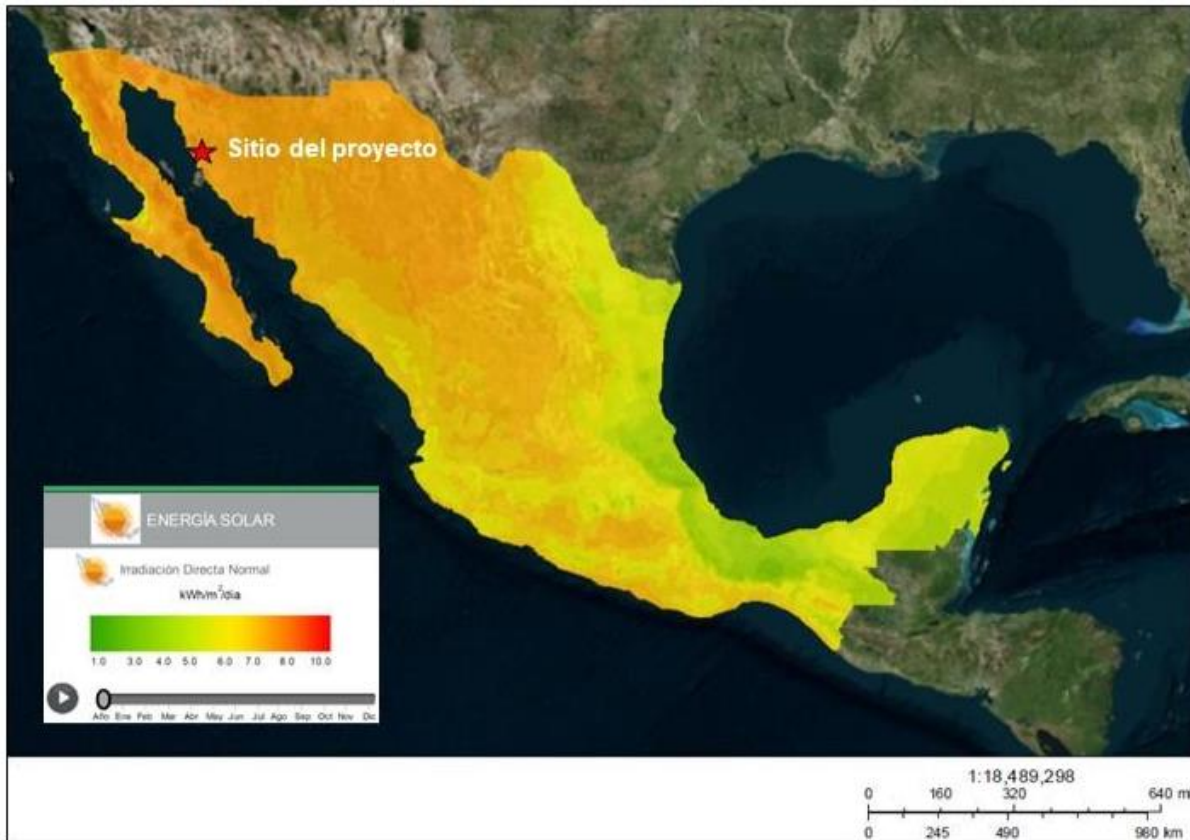 Sitio del proyecto
ENERGÍA SOLAR
Irradiación Directa Normal
kWh/m²/día
1.0 3.0 4.0 5.0 6.0 7.0 8.0 10.0
Año Ene Feb Mar Abr May Jun Jul Ago Sep Oct Nov Dic
1:18,489,298
0 160 320 640 m
0 245 490 980 km